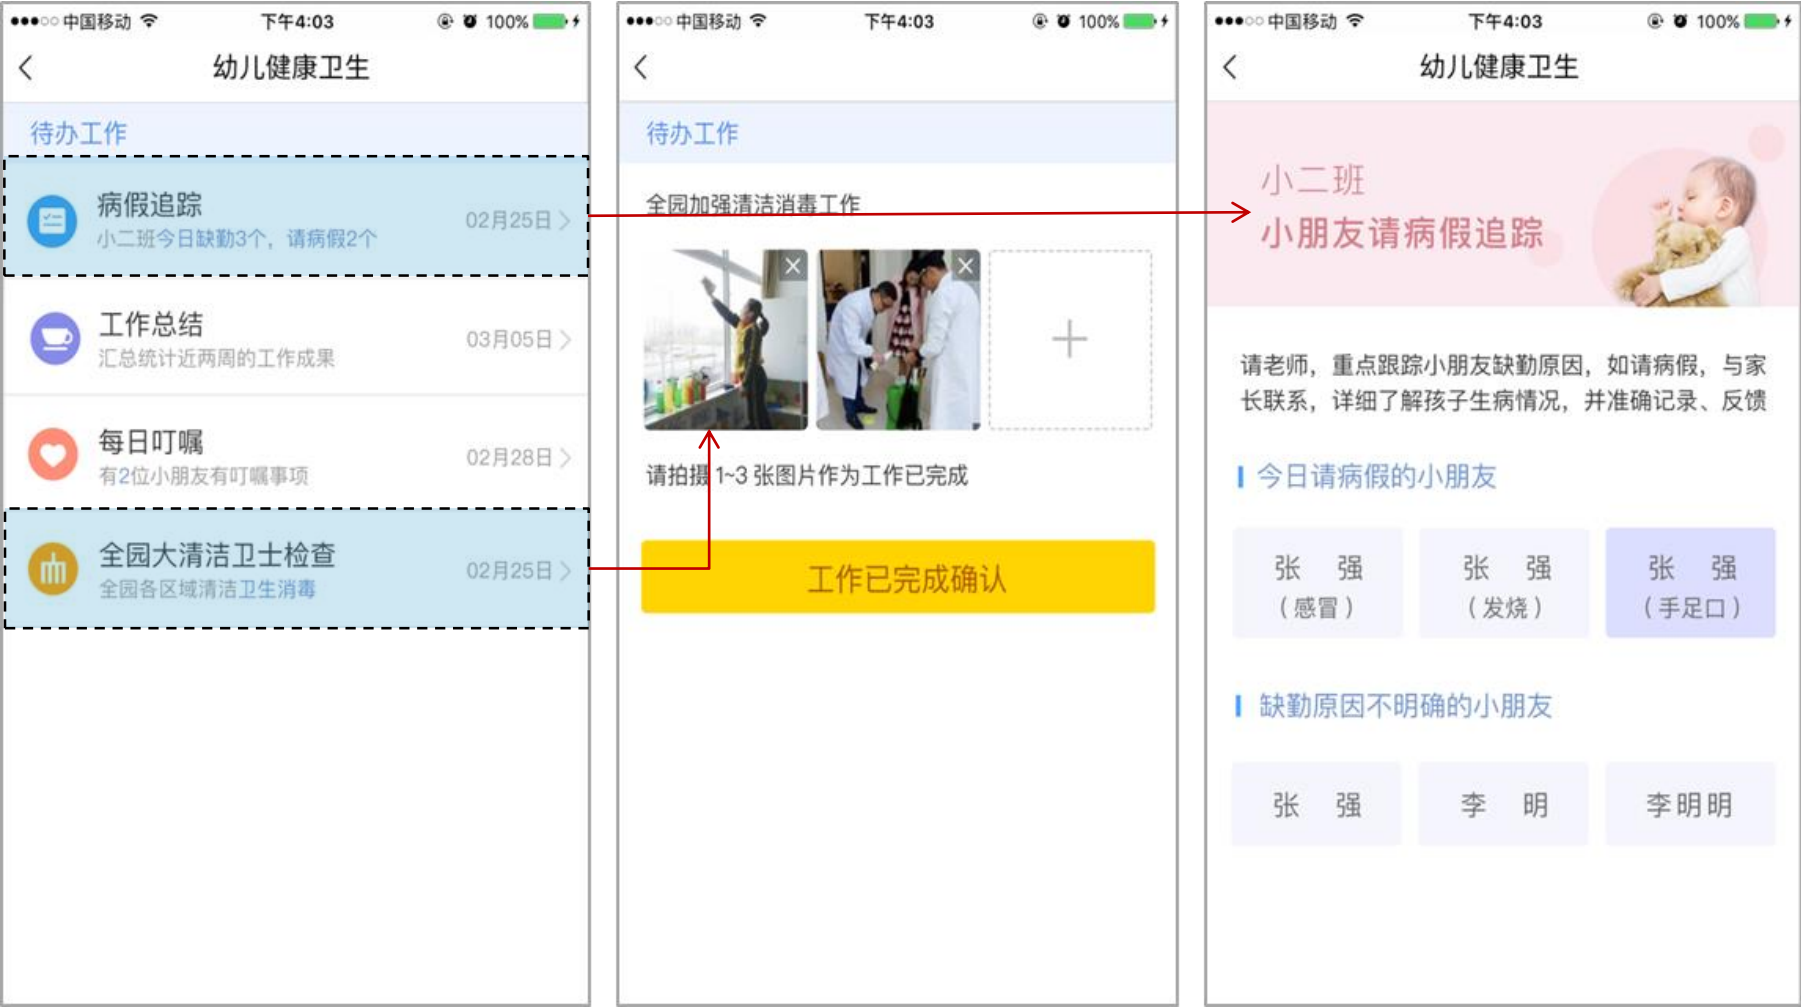 中国移动 下午4:03 100%
幼儿健康卫生
待办工作
病假追踪
小二班今日缺勤3个，请病假2个
02月25日
工作总结
汇总统计近两周的工作成果
03月05日
每日叮嘱
有2位小朋友有叮嘱事项
02月28日
全园大清洁卫士检查
全园各区域清洁卫生消毒
02月25日
中国移动 下午4:03 100%
待办工作
全园加强清洁消毒工作
请拍摄 1~3 张图片作为工作已完成
工作已完成确认
中国移动 下午4:03 100%
幼儿健康卫生
小二班
小朋友请病假追踪
请老师，重点跟踪小朋友缺勤原因，如请病假，与家
长联系，详细了解孩子生病情况，并准确记录、反馈
今日请病假的小朋友
张 强 张 强 张 强
（感冒） （发烧） （手足口）
缺勤原因不明确的小朋友
张 强 李 明 李明明